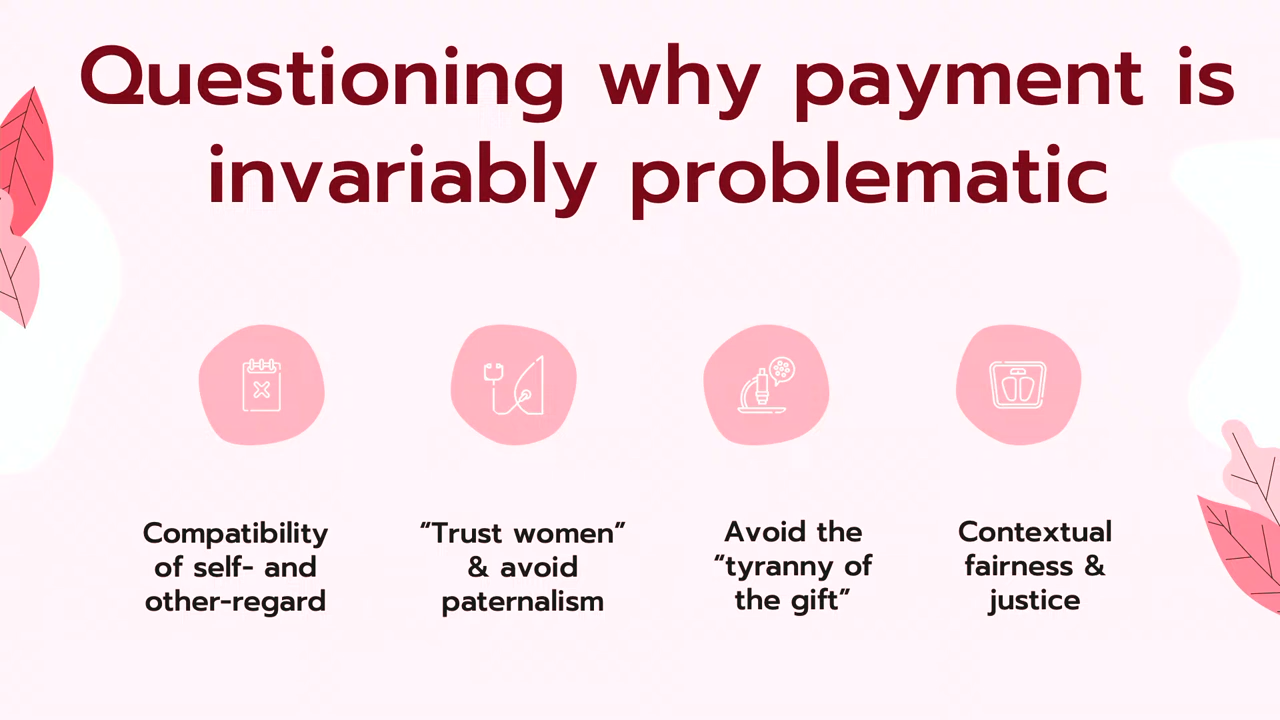 Questioning why payment is
invariably problematic
Compatibility
of self- and
other-regard
“Trust women”
& avoid
paternalism
Avoid the
“tyranny of
the gift”
Contextual
fairness &
justice